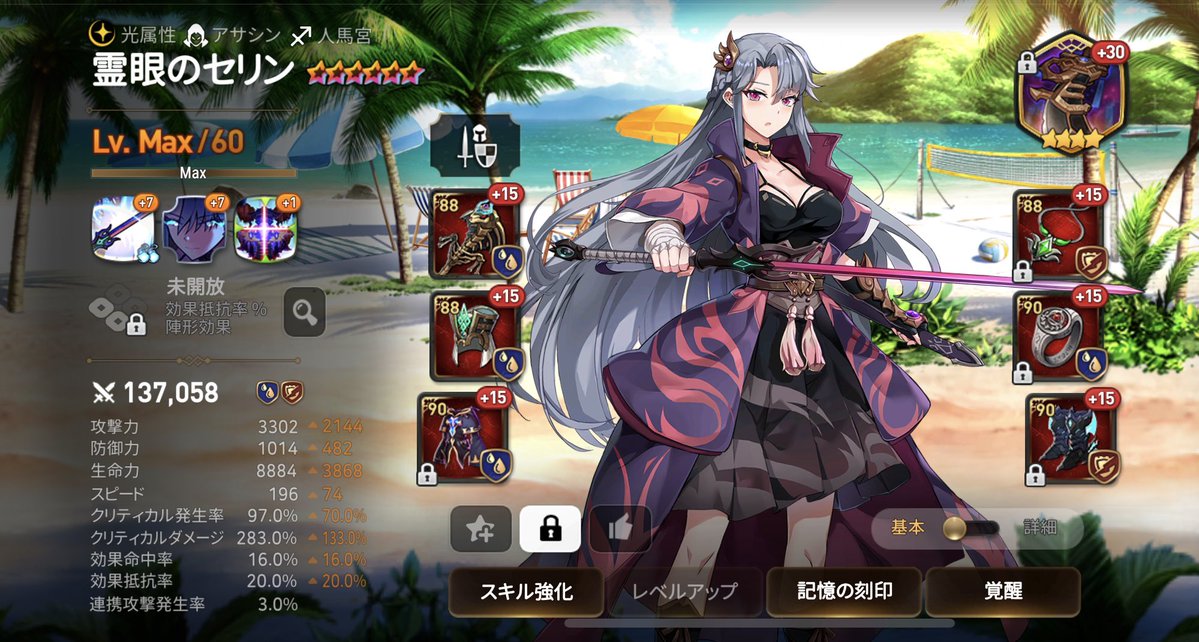 光属性 アサシン 人馬宮
霊眼のセリン
Lv. Max/60
Max
+7 +7 +1
未開放
効果抵抗率 %
陣形効果
137,058
攻撃力 3302 2144
防御力 1014 482
生命力 8884 3868
スピード 196 74
クリティカル発生率 97.0% 70.0%
クリティカルダメージ 283.0% 133.0%
効果命中率 16.0% 16.0%
効果抵抗率 20.0% 20.0%
連携攻撃発生率 3.0%
88 +15
88 +15
90 +15
+30
88 +15
90 +15
90 +15
基本 詳細
スキル強化 レベルアップ 記憶の刻印 覚醒